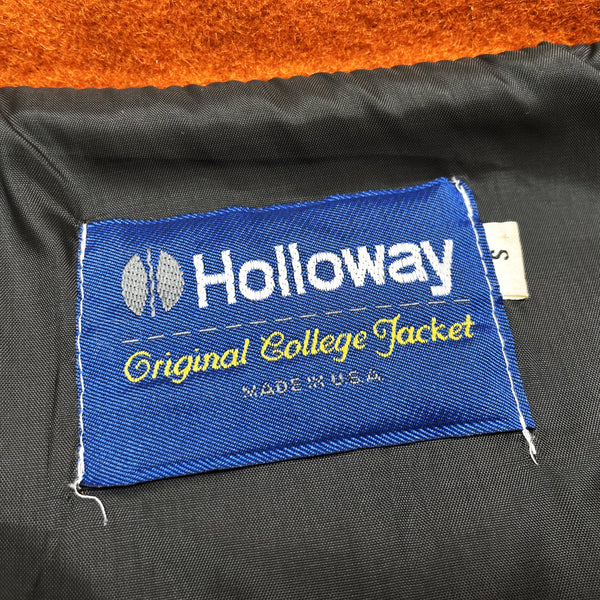 Holloway
Original College Jacket
MADE IN U.S.A.
S